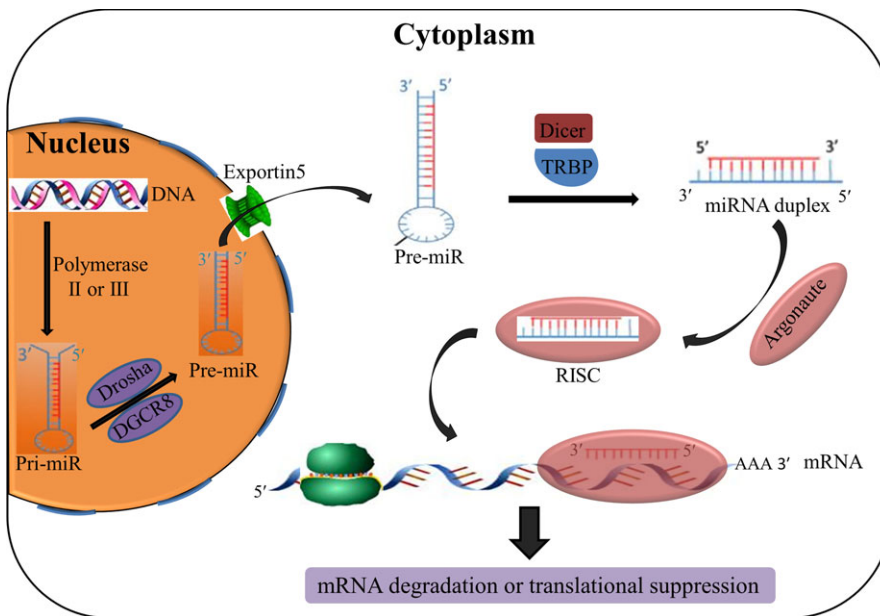 Cytoplasm
Nucleus
DNA
Polymerase
II or III
3′ 5′
Pri-miR
Drosha
DGCR8
3′ 5′
Pre-miR
Exportin5
3′ 5′
Pre-miR
Dicer
TRBP
5′ 3′
3′ 5′
miRNA duplex
Argonaute
RISC
3′ 5′
5′
AAA 3′ mRNA
mRNA degradation or translational suppression